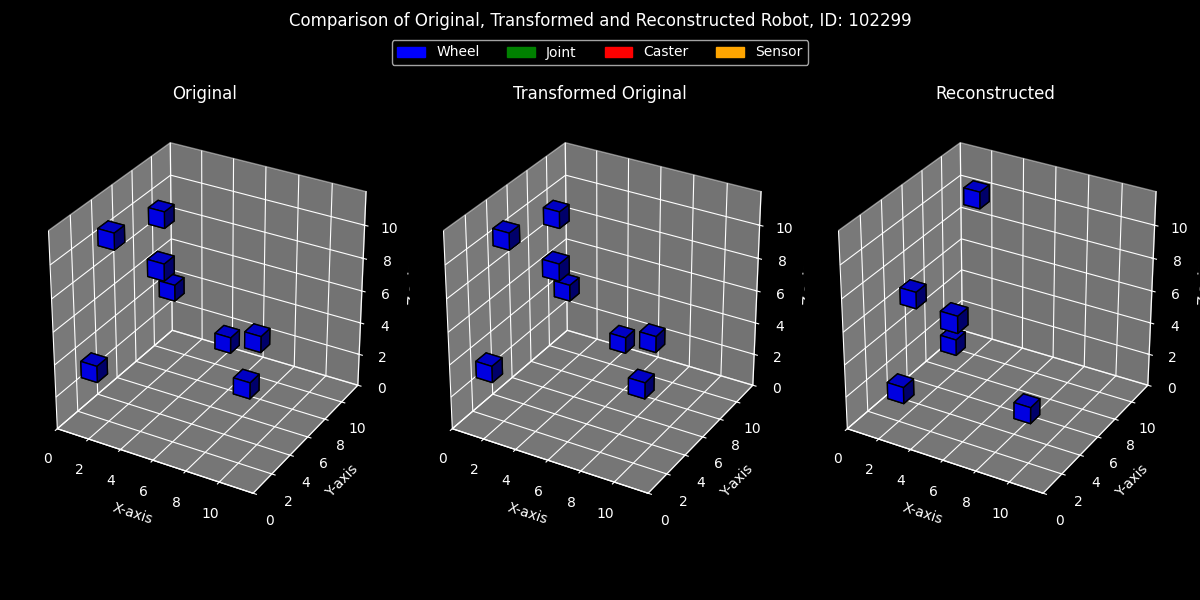 Comparison of Original, Transformed and Reconstructed Robot, ID: 102299
Wheel Joint Caster Sensor
Original
Transformed Original
Reconstructed
10
8
6
4
2
0
0 2 4 6 8 10
X-axis
0 2 4 6 8 10
Y-axis
10
8
6
4
2
0
0 2 4 6 8 10
X-axis
0 2 4 6 8 10
Y-axis
10
8
6
4
2
0
0 2 4 6 8 10
X-axis
0 2 4 6 8 10
Y-axis